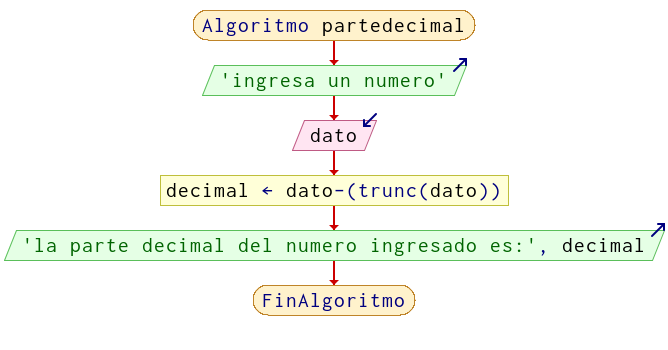 Algoritmo partedecimal
'ingresa un numero'
dato
decimal ← dato-(trunc(dato))
'la parte decimal del numero ingresado es:', decimal
FinAlgoritmo